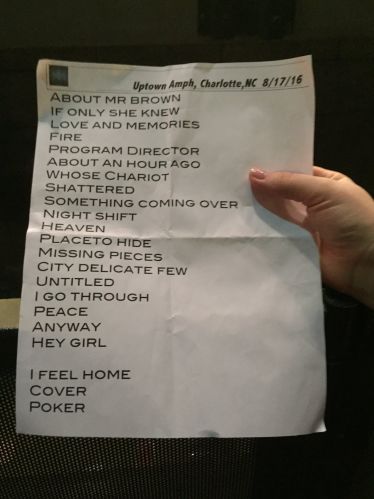 Uptown Amph, Charlotte,NC 8/17/16
ABOUT MR BROWN
IF ONLY SHE KNEW
LOVE AND MEMORIES
FIRE
PROGRAM DIRECTOR
ABOUT AN HOUR AGO
WHOSE CHARIOT
SHATTERED
SOMETHING COMING OVER
NIGHT SHIFT
HEAVEN
PLACETO HIDE
MISSING PIECES
CITY DELICATE FEW
UNTITLED
I GO THROUGH
PEACE
ANYWAY
HEY GIRL
I FEEL HOME
COVER
POKER